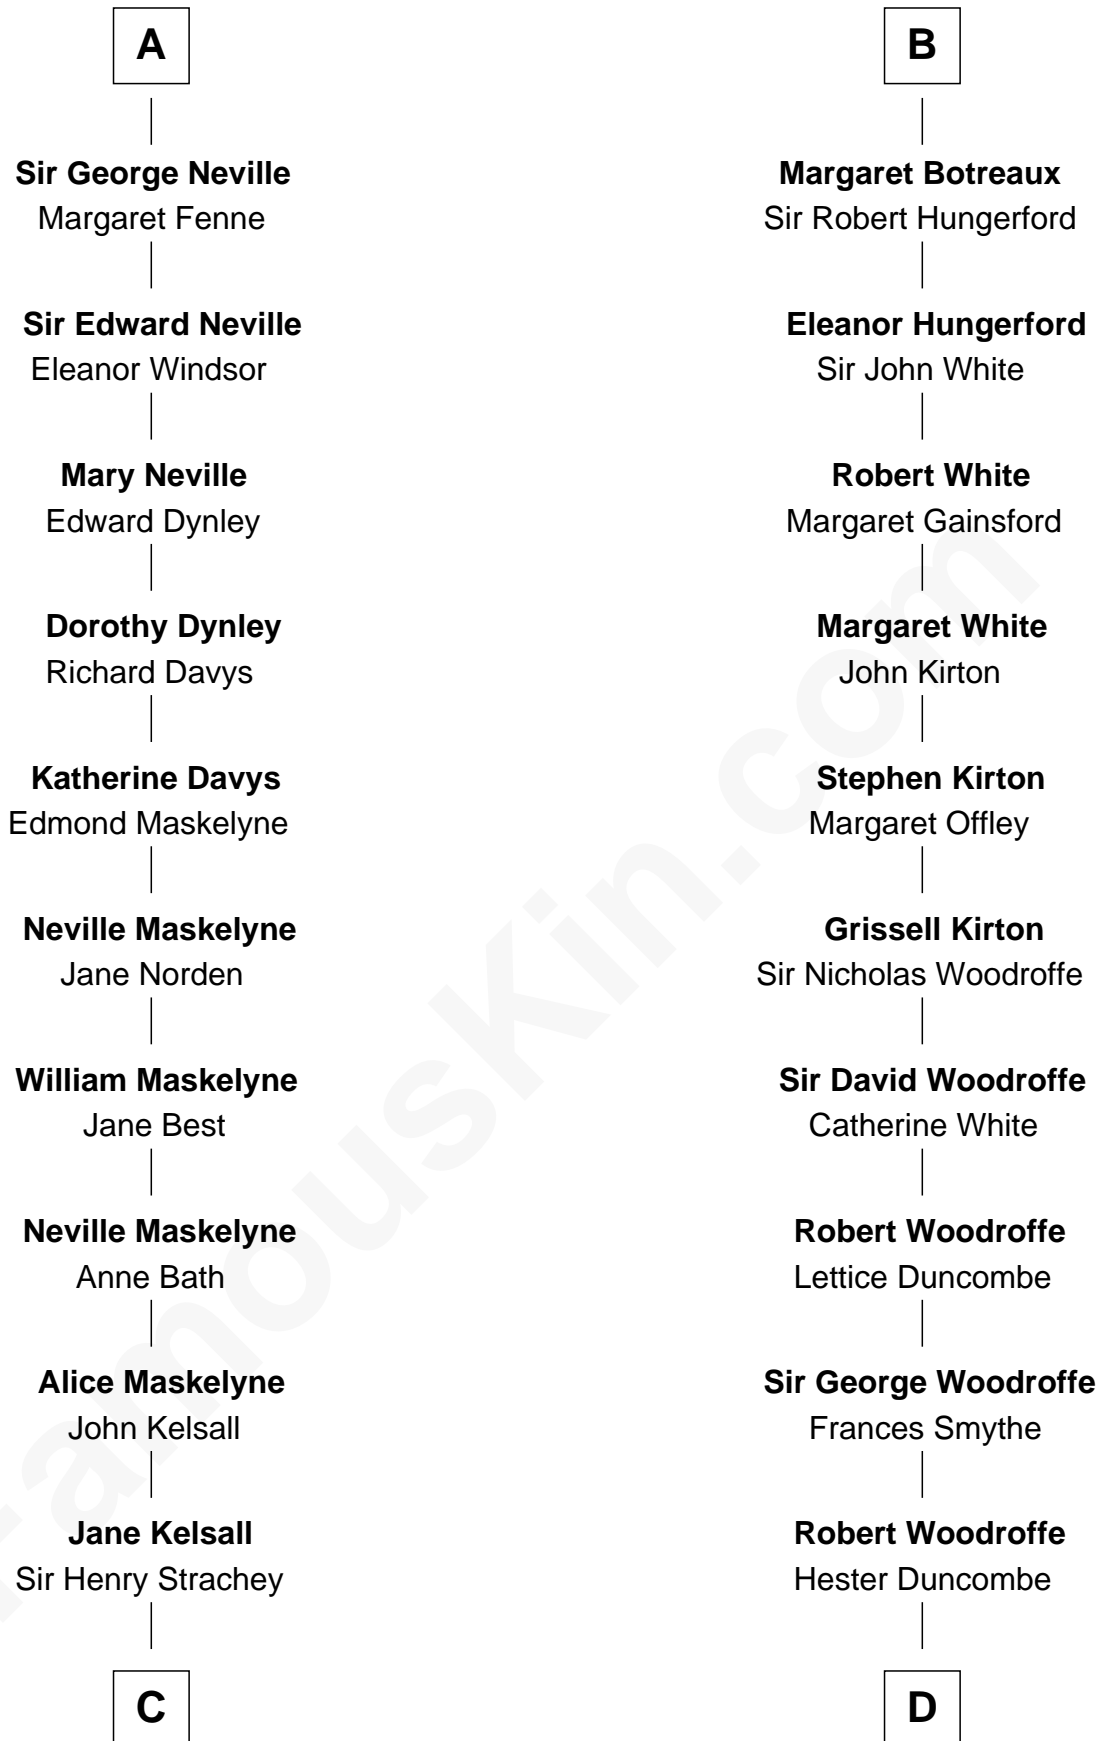 A
Sir George Neville
Margaret Fenne
Sir Edward Neville
Eleanor Windsor
Mary Neville
Edward Dynley
Dorothy Dynley
Richard Davys
Katherine Davys
Edmond Maskelyne
Neville Maskelyne
Jane Norden
William Maskelyne
Jane Best
Neville Maskelyne
Anne Bath
Alice Maskelyne
John Kelsall
Jane Kelsall
Sir Henry Strachey
C
B
Margaret Botreaux
Sir Robert Hungerford
Eleanor Hungerford
Sir John White
Robert White
Margaret Gainsford
Margaret White
John Kirton
Stephen Kirton
Margaret Offley
Grissell Kirton
Sir Nicholas Woodroffe
Sir David Woodroffe
Catherine White
Robert Woodroffe
Lettice Duncombe
Sir George Woodroffe
Frances Smythe
Robert Woodroffe
Hester Duncombe
D
FamousKin.com